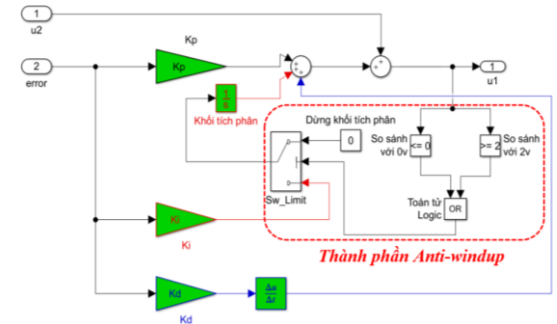 1
u2
2
error
Kp
Kp
1
s
Khối tích phân
Dừng khối tích phân
0
Sw_Limit
So sánh
với 0v
<= 0
>= 2
So sánh
với 2v
Toán tử
Logic
OR
1
u1
Ki
Ki
Kd
Kd
Δu
Δt
Thành phần Anti-windup